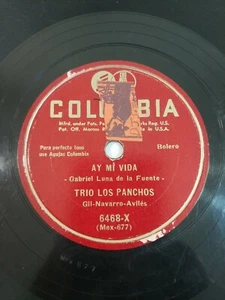 COLUMBIA
Para perfecto tono
use Agujas Columbia
Bolero
AY MI VIDA
- Gabriel Luna de la Fuente -
TRIO LOS PANCHOS
Gil-Navarro-Avilés
6468-X
(Mex-677)